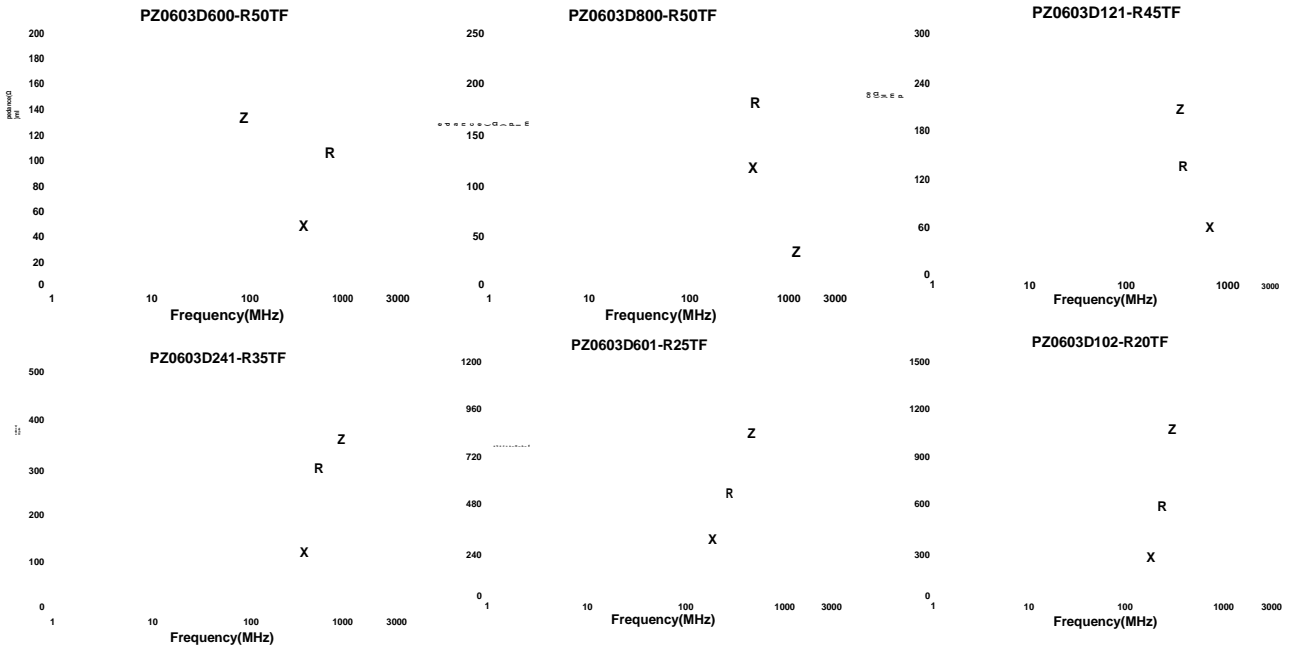 PZ0603D600-R50TF
200
180
160
140
120
100
80
60
40
20
0
Z
R
X
1 10 100 1000 3000
Frequency(MHz)
PZ0603D800-R50TF
250
200
150
100
50
0
R
X
Z
1 10 100 1000 3000
Frequency(MHz)
PZ0603D121-R45TF
300
240
180
120
60
0
Z
R
X
1 10 100 1000 3000
Frequency(MHz)
PZ0603D241-R35TF
500
400
300
200
100
0
Z
R
X
1 10 100 1000 3000
Frequency(MHz)
PZ0603D601-R25TF
1200
960
720
480
240
0
Z
R
X
1 10 100 1000 3000
Frequency(MHz)
PZ0603D102-R20TF
1500
1200
900
600
300
0
Z
R
X
1 10 100 1000 3000
Frequency(MHz)